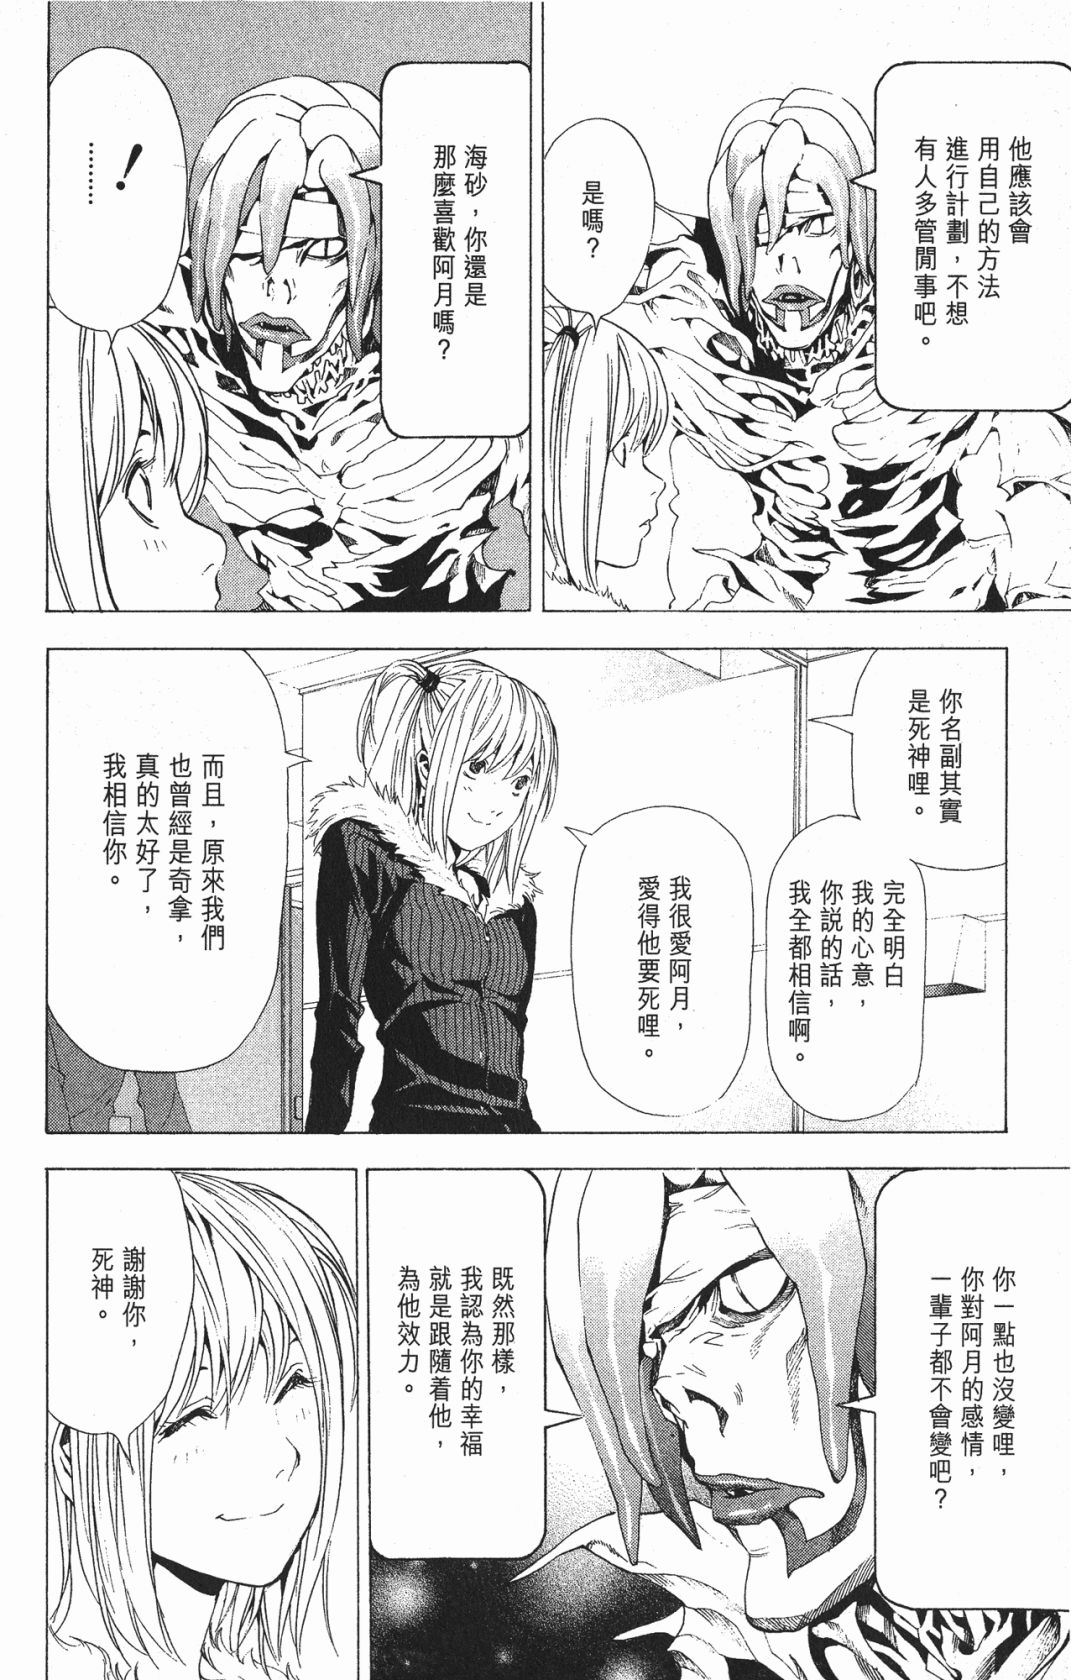 他應該會
用自己的方法
進行計劃，不想
有人多管閒事吧。
是嗎？
海砂，你還是
那麼喜歡阿月嗎？
！
………
你名副其實
是死神哩。
完全明白
我的心意，
你說的話，
我全都相信啊。
我很愛阿月，
愛得他要死哩。
而且，原來我們
也曾經是奇拿，
真的太好了，
我相信你。
你一點也沒變哩，
你對阿月的感情，
一輩子都不會變吧？
既然那樣，
我認為你的幸福
就是跟隨着他，
為他效力。
謝謝你，
死神。